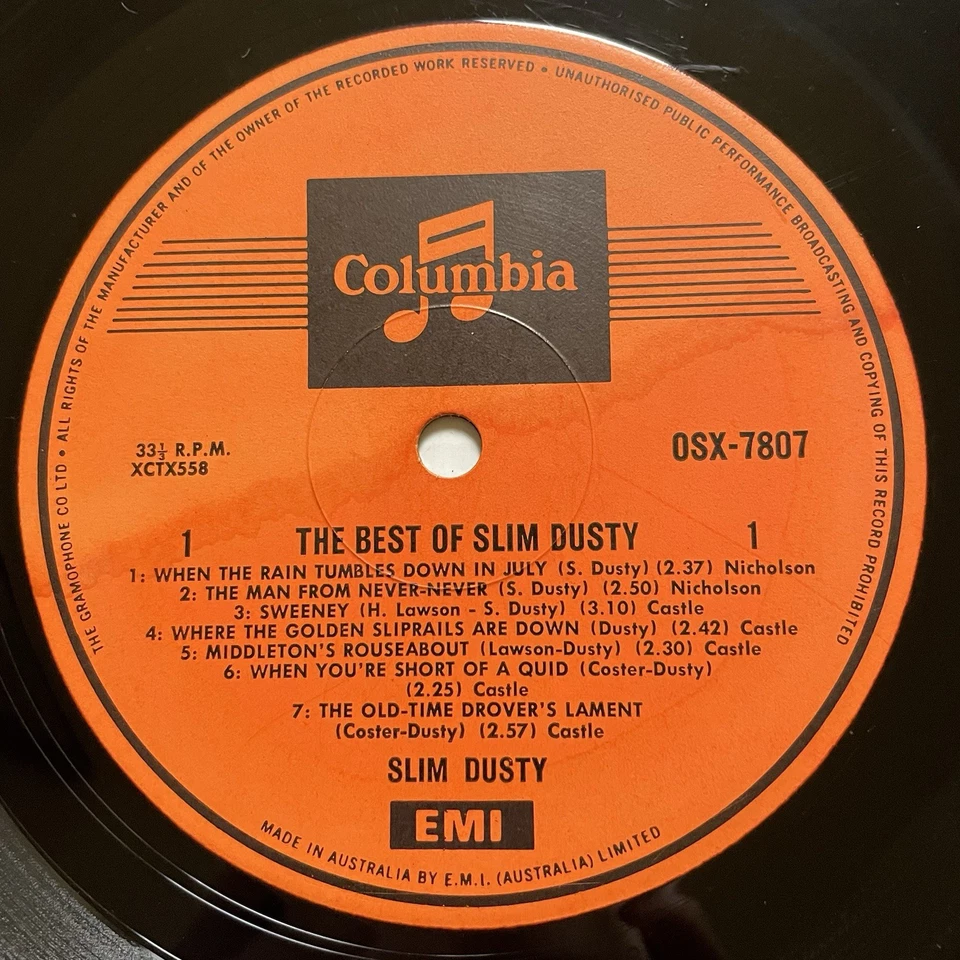 THE GRAMOPHONE CO LTD • ALL RIGHTS OF THE MANUFACTURER AND OF THE OWNER OF THE RECORDED WORK RESERVED • UNAUTHORISED PUBLIC PERFORMANCE BROADCASTING AND COPYING OF THIS RECORD PROHIBITED
Columbia
33⅓ R.P.M.
XCTX558
OSX-7807
1 THE BEST OF SLIM DUSTY 1
1: WHEN THE RAIN TUMBLES DOWN IN JULY (S. Dusty) (2.37) Nicholson
2: THE MAN FROM NEVER-NEVER (S. Dusty) (2.50) Nicholson
3: SWEENEY (H. Lawson - S. Dusty) (3.10) Castle
4: WHERE THE GOLDEN SLIPRAILS ARE DOWN (Dusty) (2.42) Castle
5: MIDDLETON'S ROUSEABOUT (Lawson-Dusty) (2.30) Castle
6: WHEN YOU'RE SHORT OF A QUID (Coster-Dusty)
(2.25) Castle
7: THE OLD-TIME DROVER'S LAMENT
(Coster-Dusty) (2.57) Castle
SLIM DUSTY
EMI
MADE IN AUSTRALIA BY E.M.I. (AUSTRALIA) LIMITED